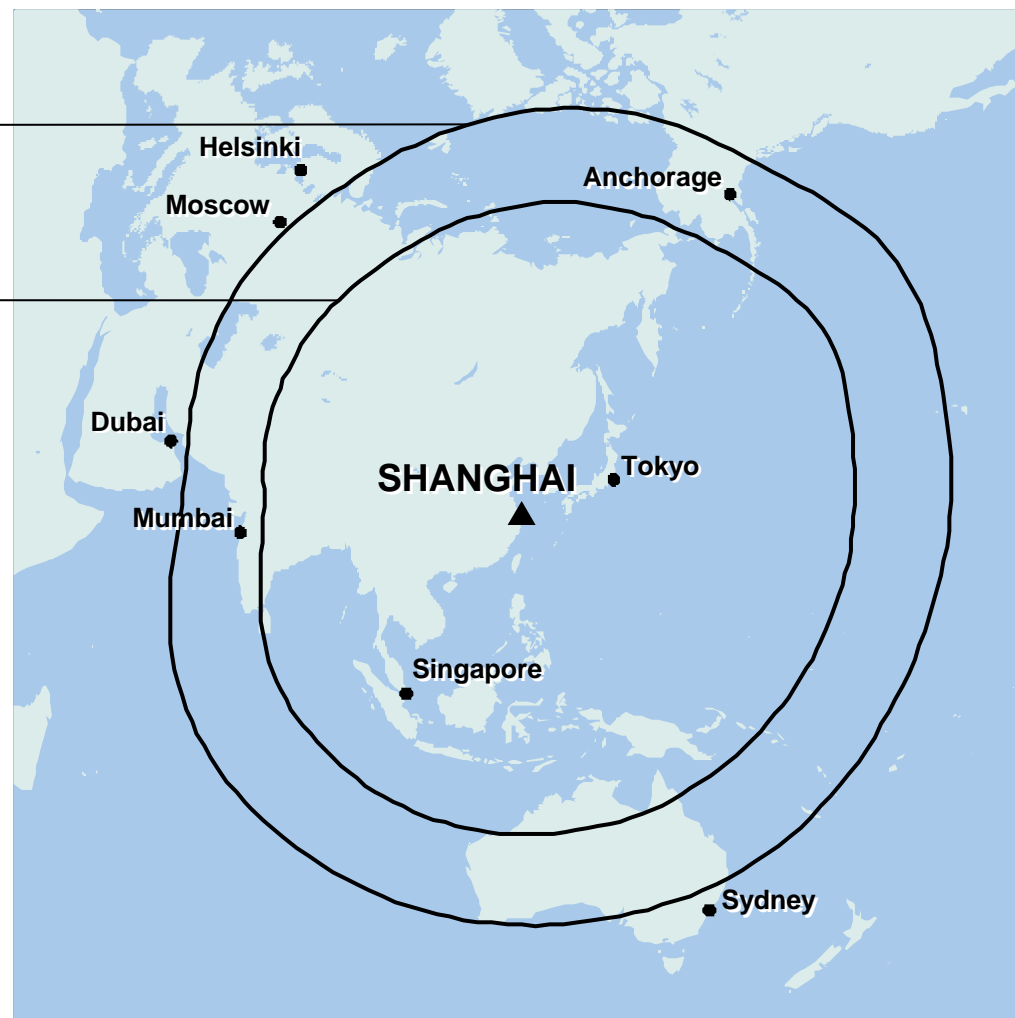 Helsinki
Anchorage
Moscow
Dubai
Tokyo
SHANGHAI
Mumbai
Singapore
Sydney